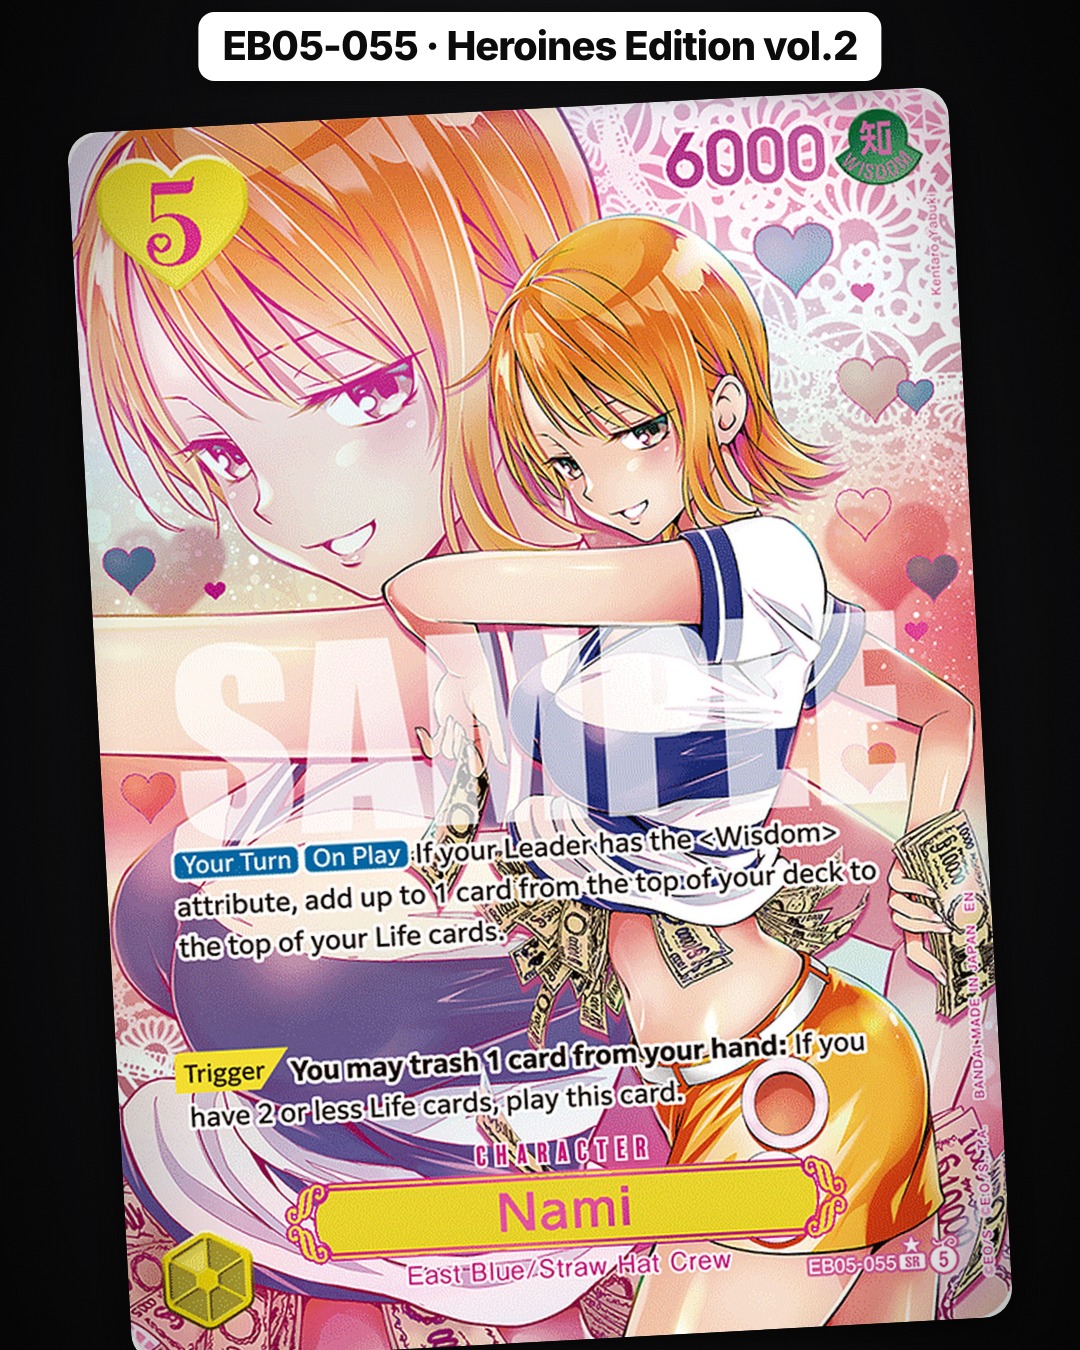 EB05-055 · Heroines Edition vol.2
5
6000
知
WISDOM
Kentaro Yabuki
SAMPLE
Your Turn On Play If your Leader has the <Wisdom>
attribute, add up to 1 card from the top of your deck to
the top of your Life cards.
Trigger You may trash 1 card from your hand: If you
have 2 or less Life cards, play this card.
CHARACTER
Nami
East Blue/Straw Hat Crew
EB05-055 SR 5
BANDAI MADE IN JAPAN EN